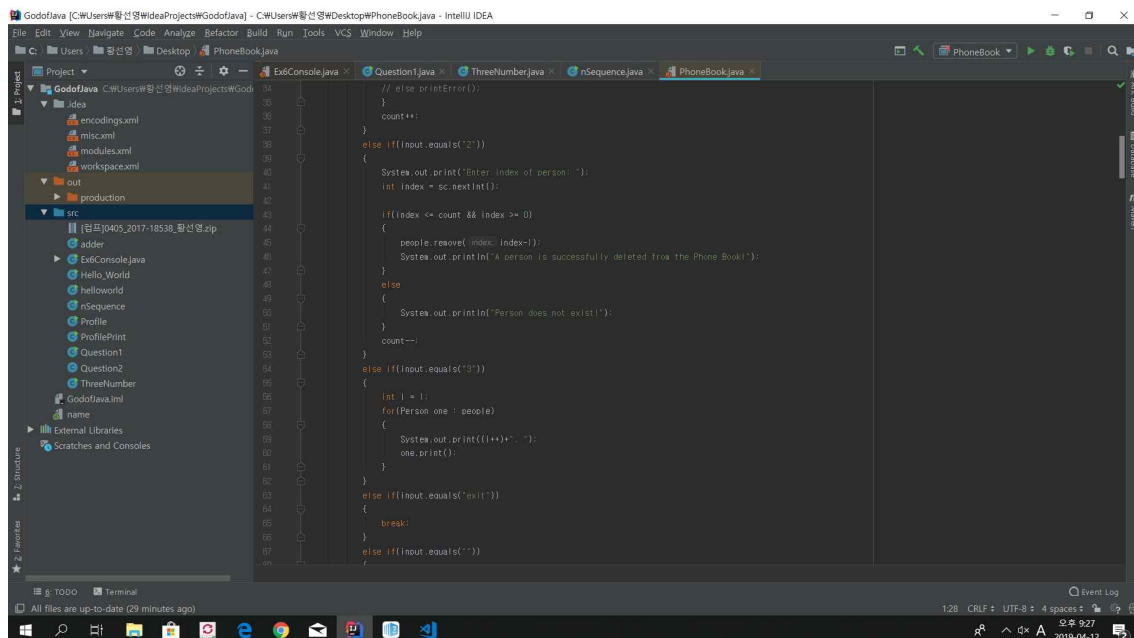 GodofJava [C:￦Users￦황선영￦IdeaProjects￦GodofJava] - C:￦Users￦황선영￦Desktop￦PhoneBook.java - IntelliJ IDEA
File Edit View Navigate Code Analyze Refactor Build Run Tools VCS Window Help
C: Users 황선영 Desktop PhoneBook.java PhoneBook
Project Ex6Console.java Question1.java ThreeNumber.java nSequence.java PhoneBook.java
1: Project
GodofJava C:￦Users￦황선영￦IdeaProjects￦God
.idea
encodings.xml
misc.xml
modules.xml
workspace.xml
out
production
src
[컴프]0405_2017-18538_황선영.zip
adder
Ex6Console.java
Hello_World
helloworld
nSequence
Profile
ProfilePrint
Question1
Question2
ThreeNumber
GodofJava.iml
name
External Libraries
Scratches and Consoles
Z: Structure
2: Favorites
34 // else printError();
35 }
36 count++;
37 }
38 else if(input.equals("2"))
39 {
40 System.out.print("Enter index of person: ");
41 int index = sc.nextInt();
42
43 if(index <= count && index >= 0)
44 {
45 people.remove( index: index-1);
46 System.out.println("A person is successfully deleted from the Phone Book!");
47 }
48 else
49 {
50 System.out.println("Person does not exist!");
51 }
52 count--;
53 }
54 else if(input.equals("3"))
55 {
56 int i = 1;
57 for(Person one : people)
58 {
59 System.out.print((i++)+". ");
60 one.print();
61 }
62 }
63 else if(input.equals("exit"))
64 {
65 break;
66 }
67 else if(input.equals(""))
Database
6: TODO Terminal Event Log
All files are up-to-date (29 minutes ago) 1:28 CRLF UTF-8 4 spaces
A 오후 9:27
2019-04-12